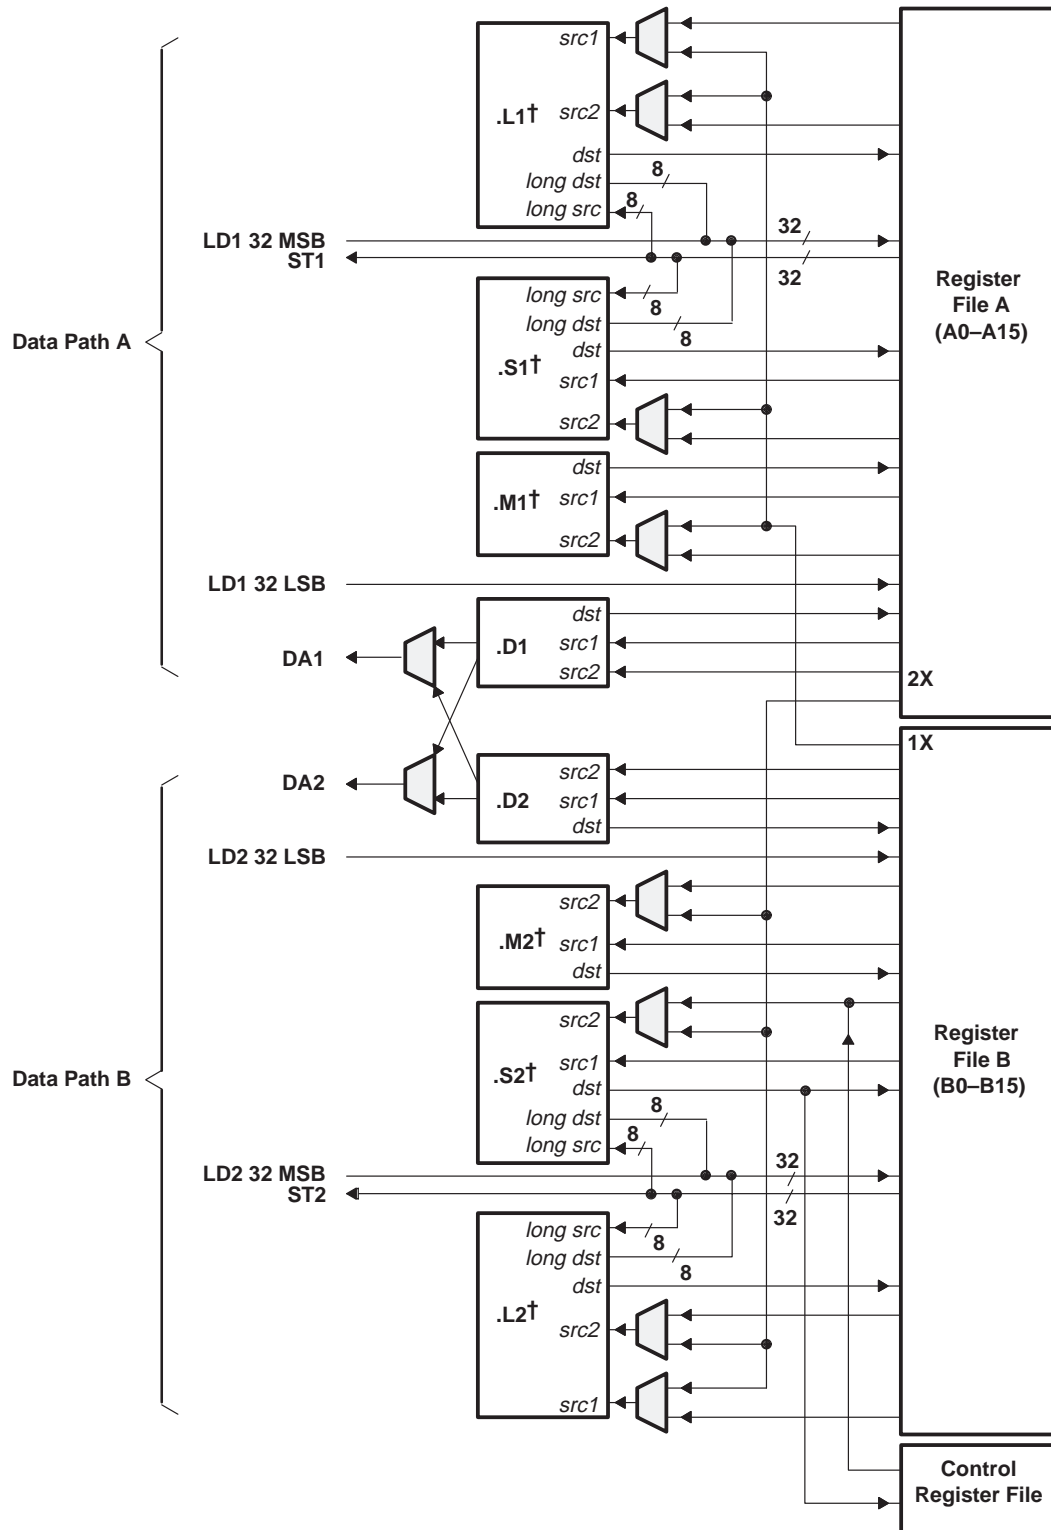 src1
.L1† src2
dst
8
long dst
8
long src
LD1 32 MSB
32
ST1
32
long src
8
long dst
8
dst
.S1†
src1
src2
Data Path A
Register
File A
(A0–A15)
dst
.M1† src1
src2
LD1 32 LSB
dst
.D1 src1
src2
DA1
2X
1X
DA2
src2
.D2 src1
dst
LD2 32 LSB
src2
.M2† src1
dst
src2
src1
.S2†
dst
8
long dst
8
long src
Data Path B
Register
File B
(B0–B15)
LD2 32 MSB
32
ST2
32
long src
8
long dst
8
dst
.L2†
src2
src1
Control
Register File